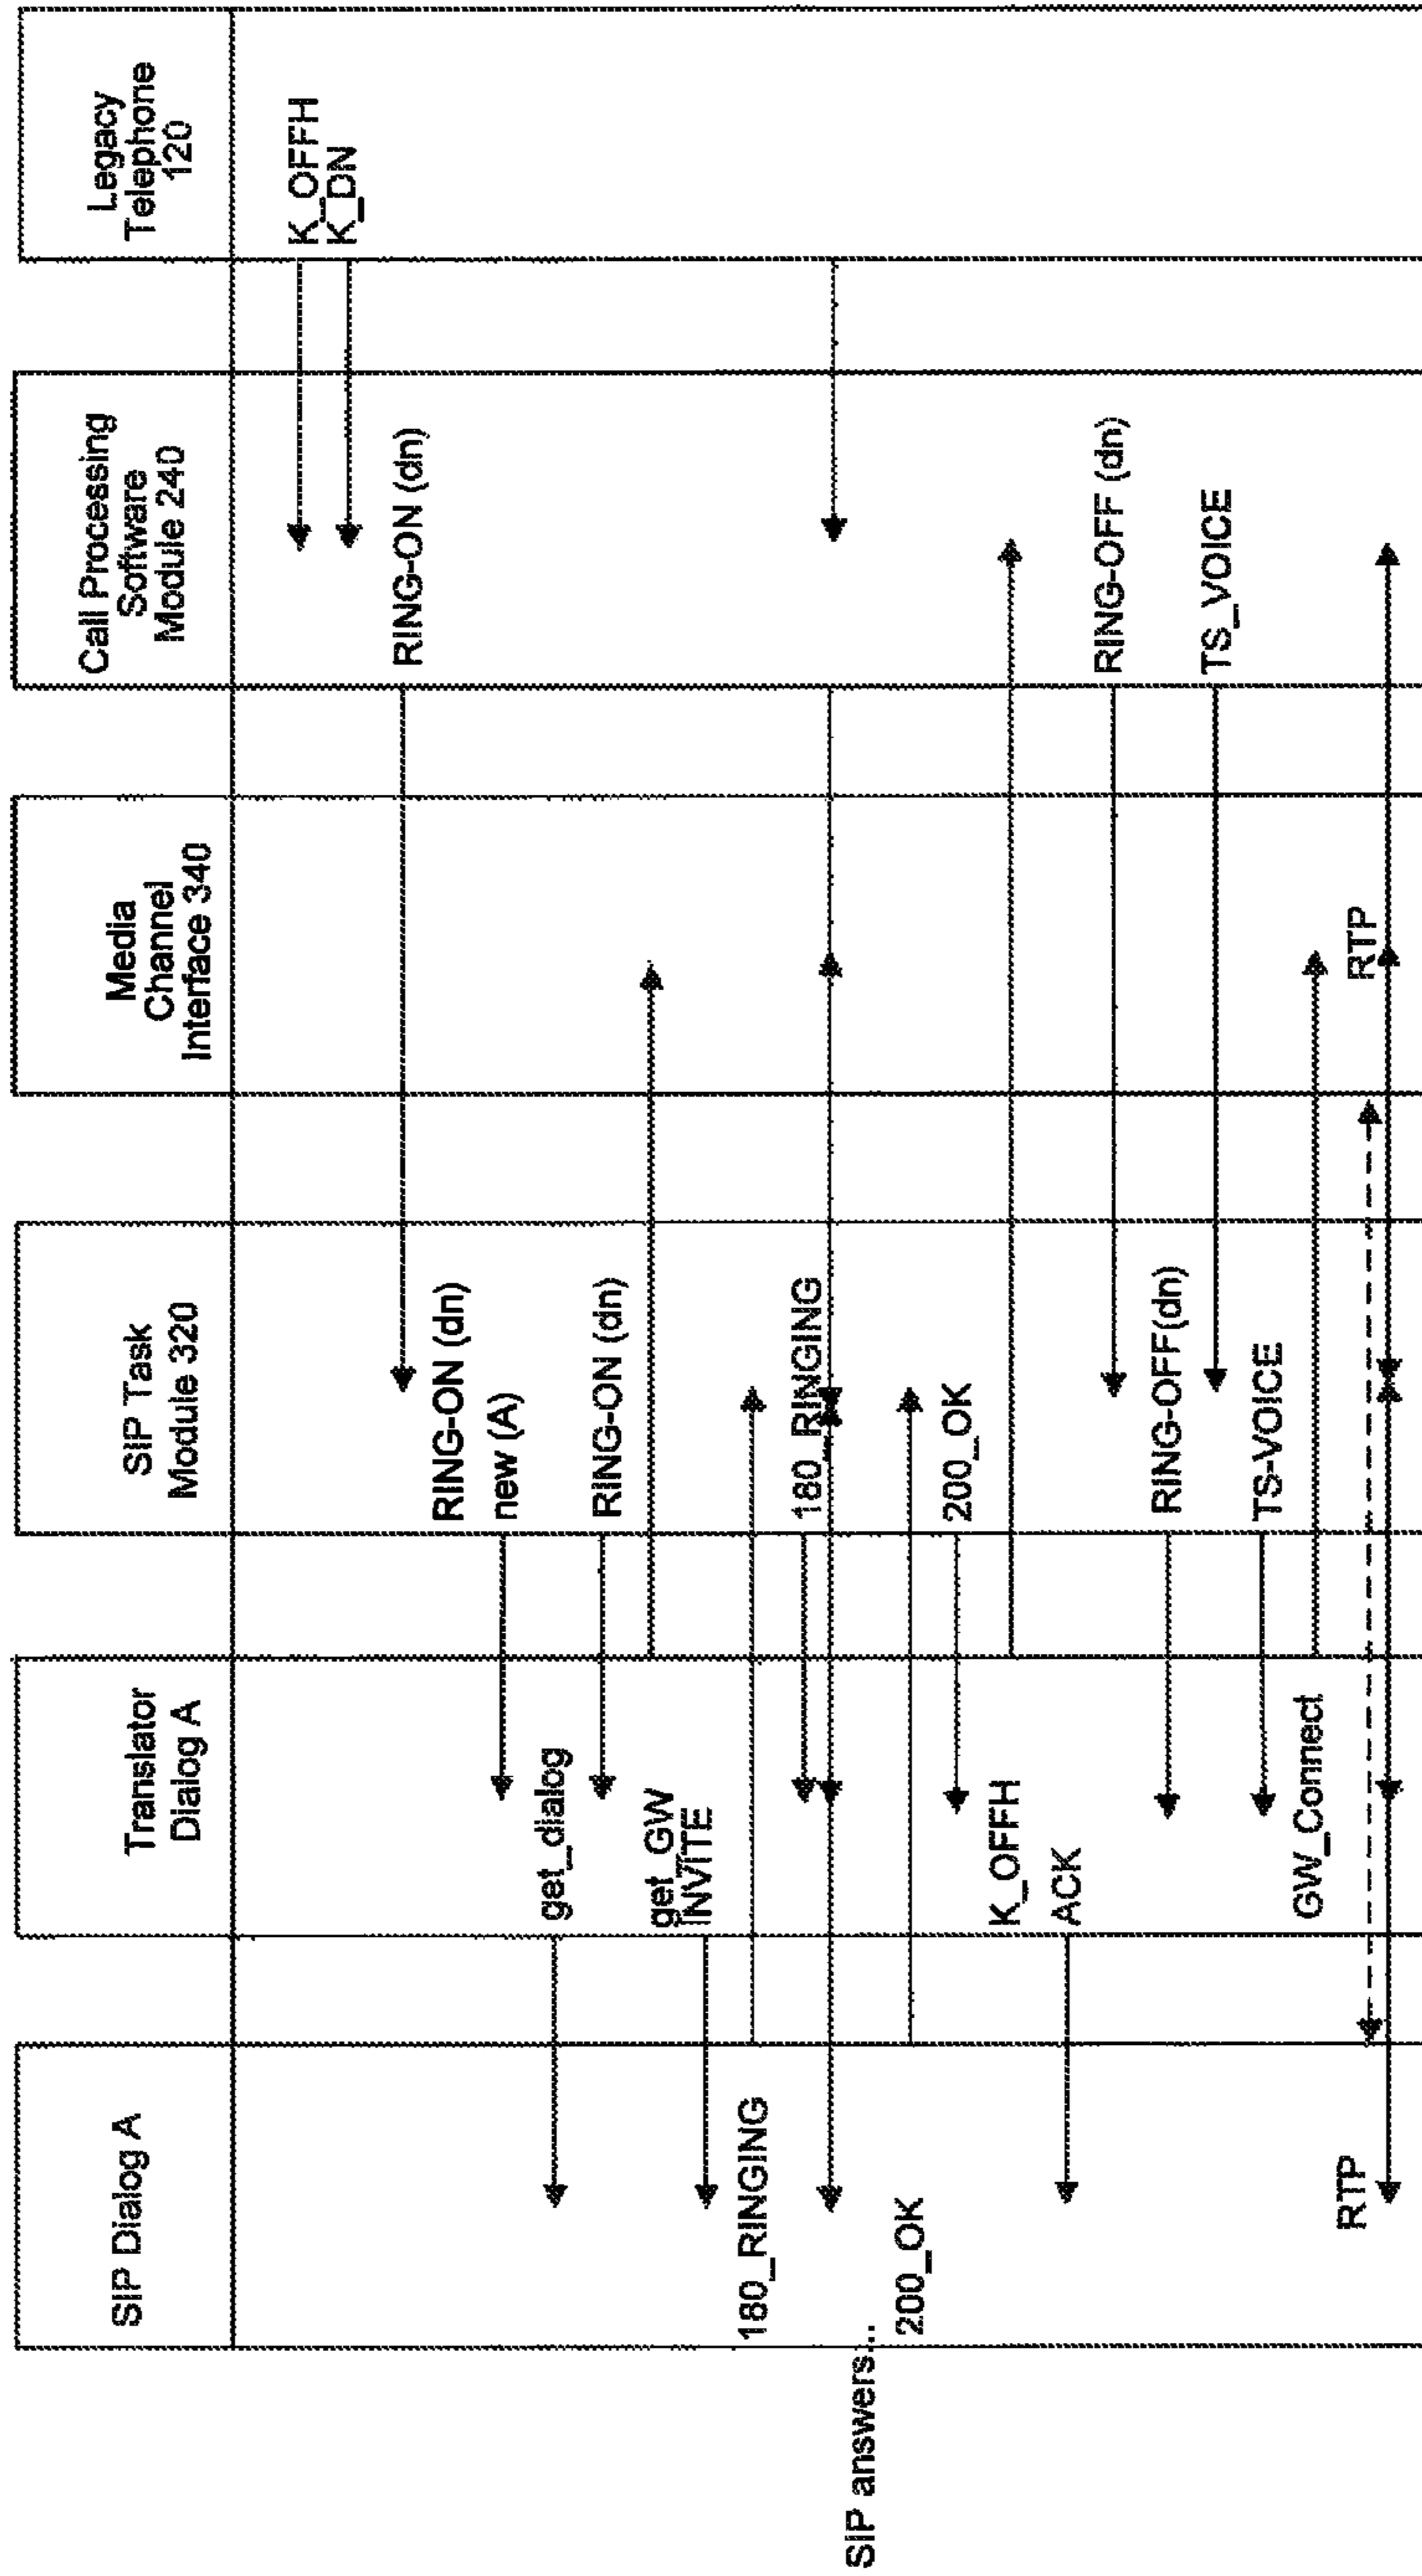 SIP Dialog A
Translator
Dialog A
SIP Task
Module 320
Media
Channel
Interface 340
Call Processing
Software
Module 240
Legacy
Telephone
120
K_OFFH
K_DN
RING-ON (dn)
RING-ON (dn)
new (A)
get_dialog
RING-ON (dn)
get_GW
INVITE
180_RINGING
180_RINGING
SIP answers...
200_OK
200_OK
K_OFFH
ACK
RING-OFF (dn)
RING-OFF(dn)
TS_VOICE
TS-VOICE
GW_Connect
RTP
RTP